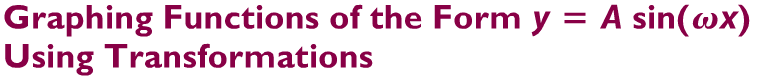 Graphing Functions of the Form y = A sin(ωx)
Using Transformations